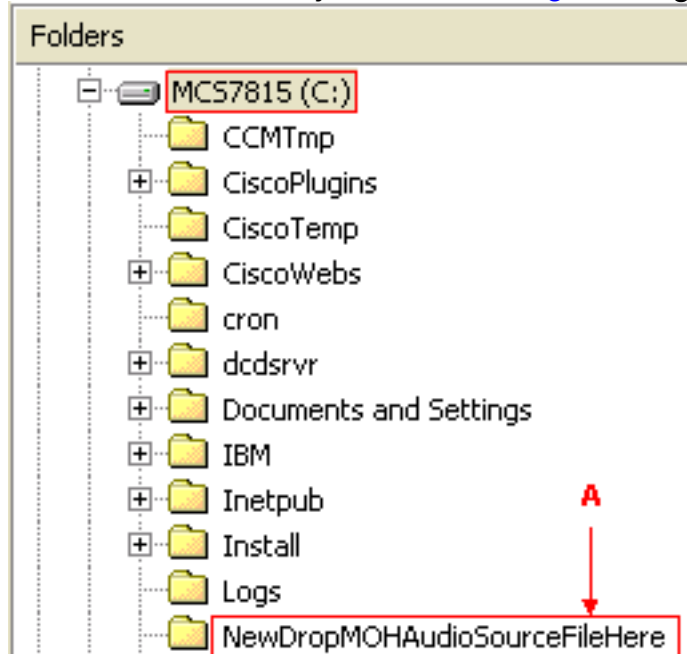 Folders
MCS7815 (C:)
CCMTmp
CiscoPlugins
CiscoTemp
CiscoWebs
cron
dcdsrvr
Documents and Settings
IBM
Inetpub
A
Install
Logs
NewDropMOHAudioSourceFileHere